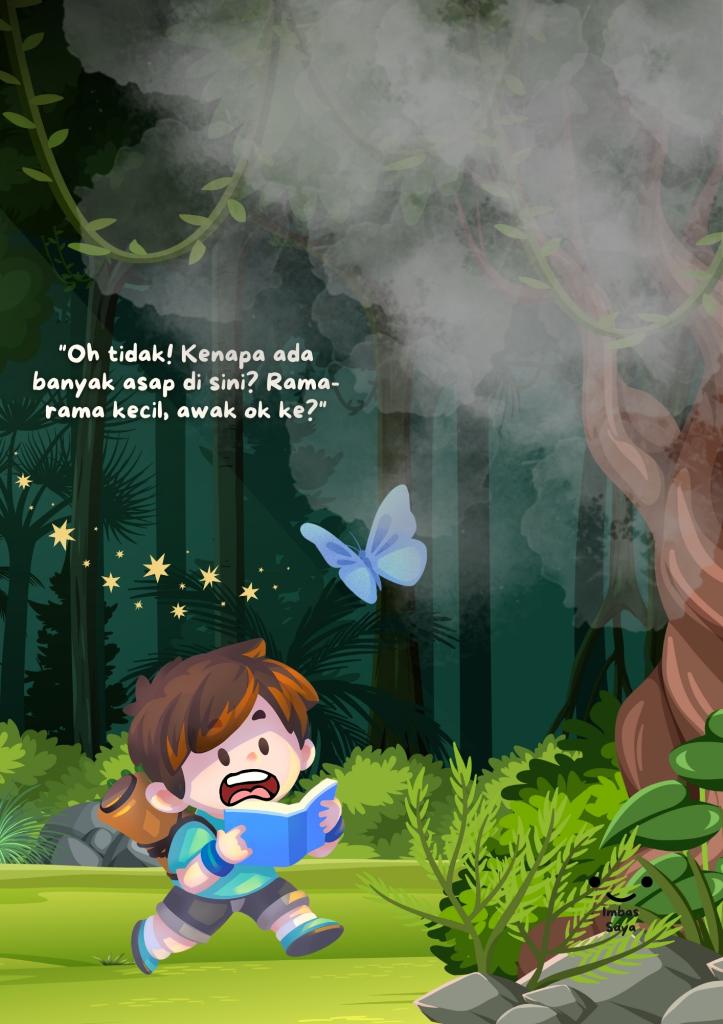 "Oh tidak! Kenapa ada
banyak asap di sini? Rama-
rama kecil, awak ok ke?"
Imbas
Saya